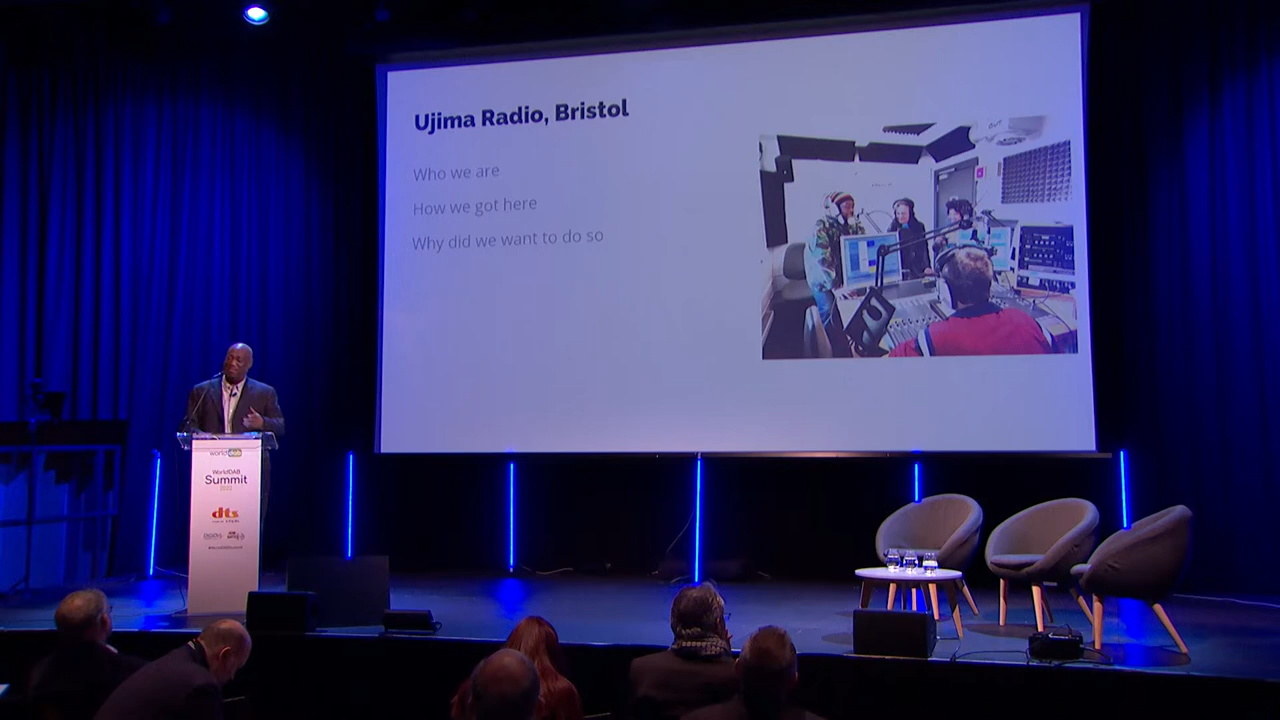 Ujima Radio, Bristol
Who we are
How we got here
Why did we want to do so
worlddab
WorldDAB
Summit
dts